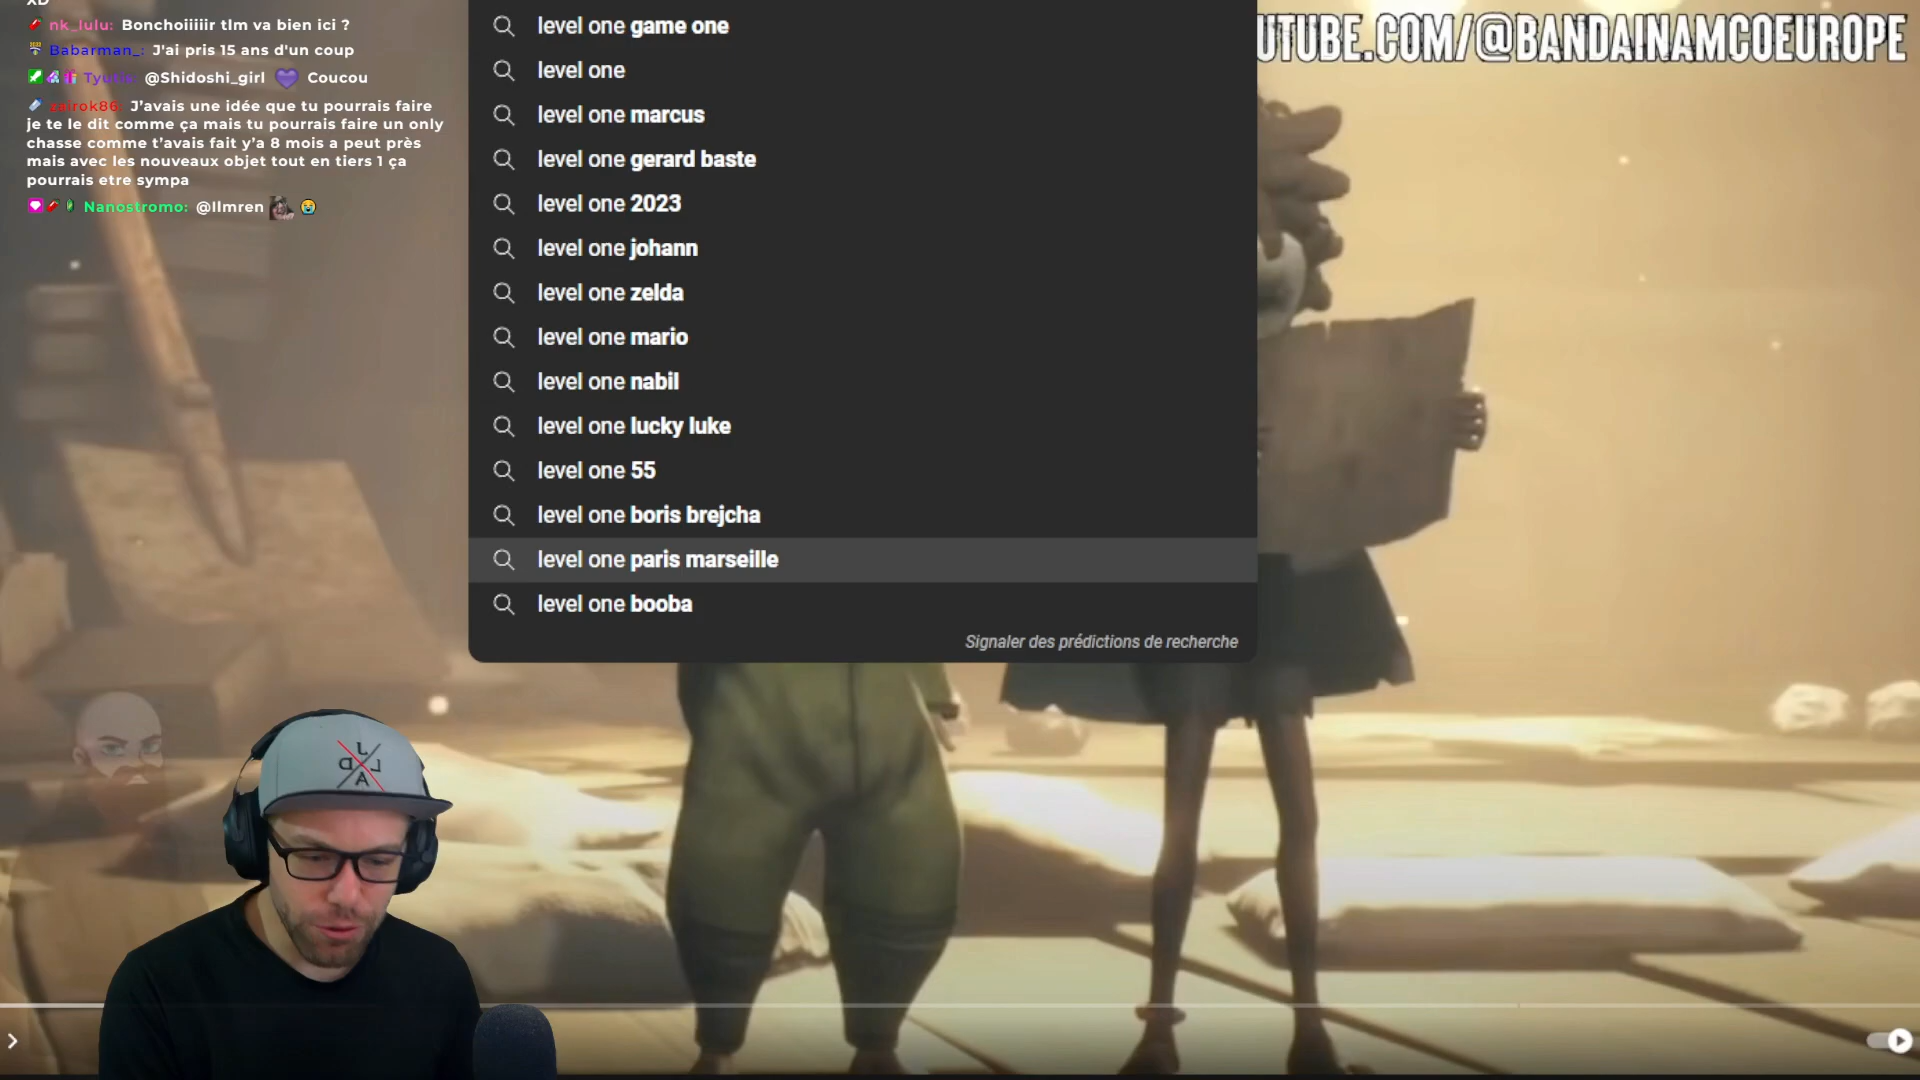 XD
nk_lulu: Bonchoiiiiir tlm va bien ici ?
Babarman_: J'ai pris 15 ans d'un coup
@Shidoshi_girl Coucou
zairok86: J'avais une idée que tu pourrais faire
je te le dit comme ça mais tu pourrais faire un only
chasse comme t'avais fait y'a 8 mois a peut près
mais avec les nouveaux objet tout en tiers 1 ça
pourrais etre sympa
Nanostromo: @Ilmren
level one game one
level one
level one marcus
level one gerard baste
level one 2023
level one johann
level one zelda
level one mario
level one nabil
level one lucky luke
level one 55
level one boris brejcha
level one paris marseille
level one booba
Signaler des prédictions de recherche
UTUBE.COM/@BANDAINAMCOEUROPE